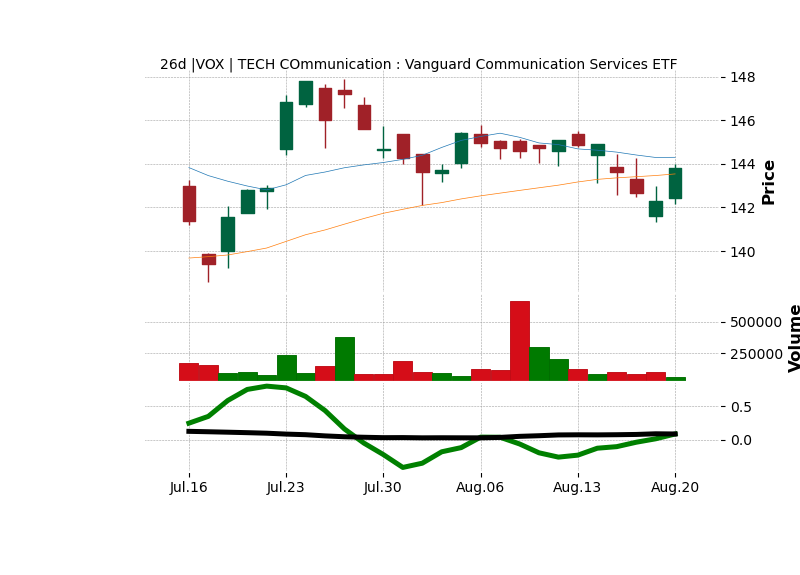 26d |VOX | TECH COmmunication : Vanguard Communication Services ETF
148
146
144
142
140
Price
500000
250000
Volume
0.5
0.0
Jul.16 Jul.23 Jul.30 Aug.06 Aug.13 Aug.20